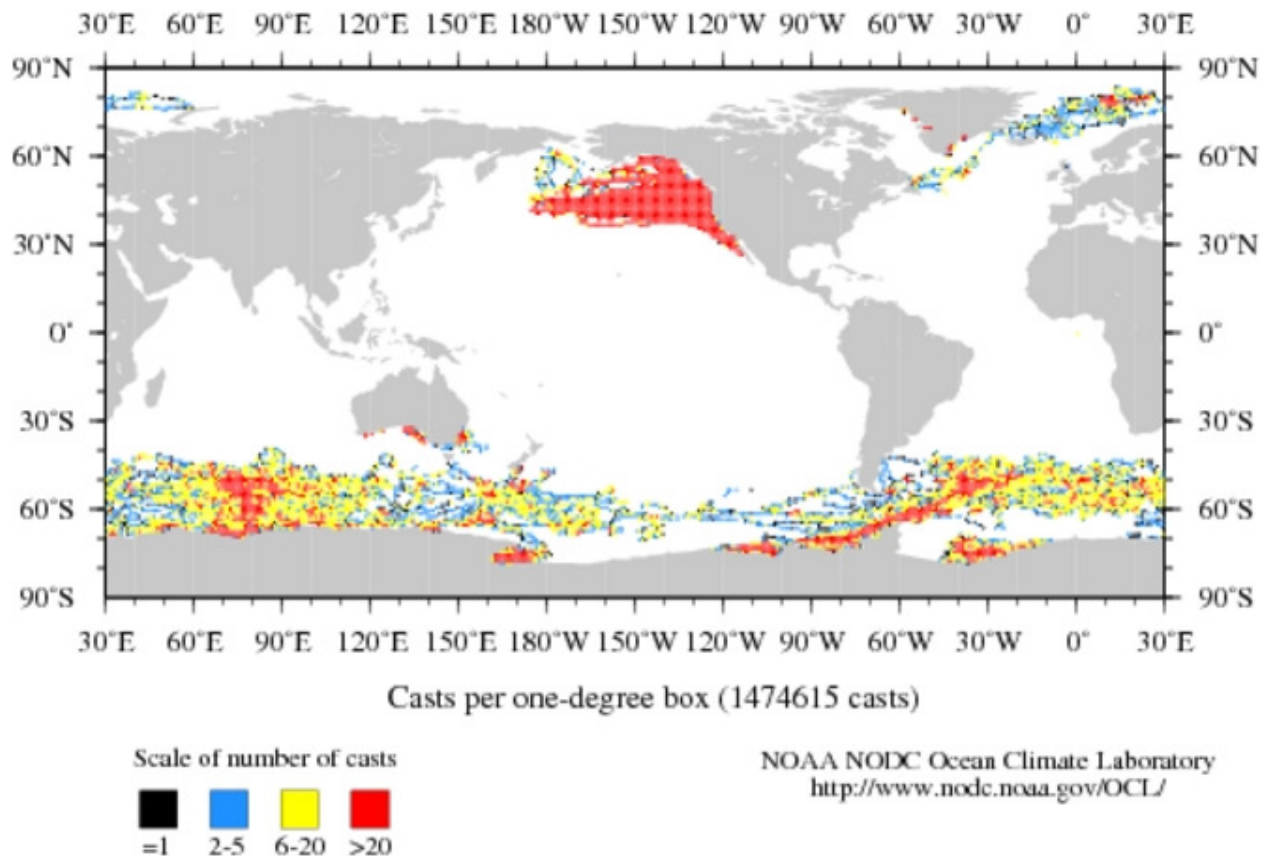 30°E 60°E 90°E 120°E 150°E 180°W 150°W 120°W 90°W 60°W 30°W 0° 30°E
90°N 90°N
60°N 60°N
30°N 30°N
0° 0°
30°S 30°S
60°S 60°S
90°S 90°S
30°E 60°E 90°E 120°E 150°E 180°W 150°W 120°W 90°W 60°W 30°W 0° 30°E
Casts per one-degree box (1474615 casts)
Scale of number of casts
=1 2-5 6-20 >20
NOAA NODC Ocean Climate Laboratory
http://www.nodc.noaa.gov/OCL/